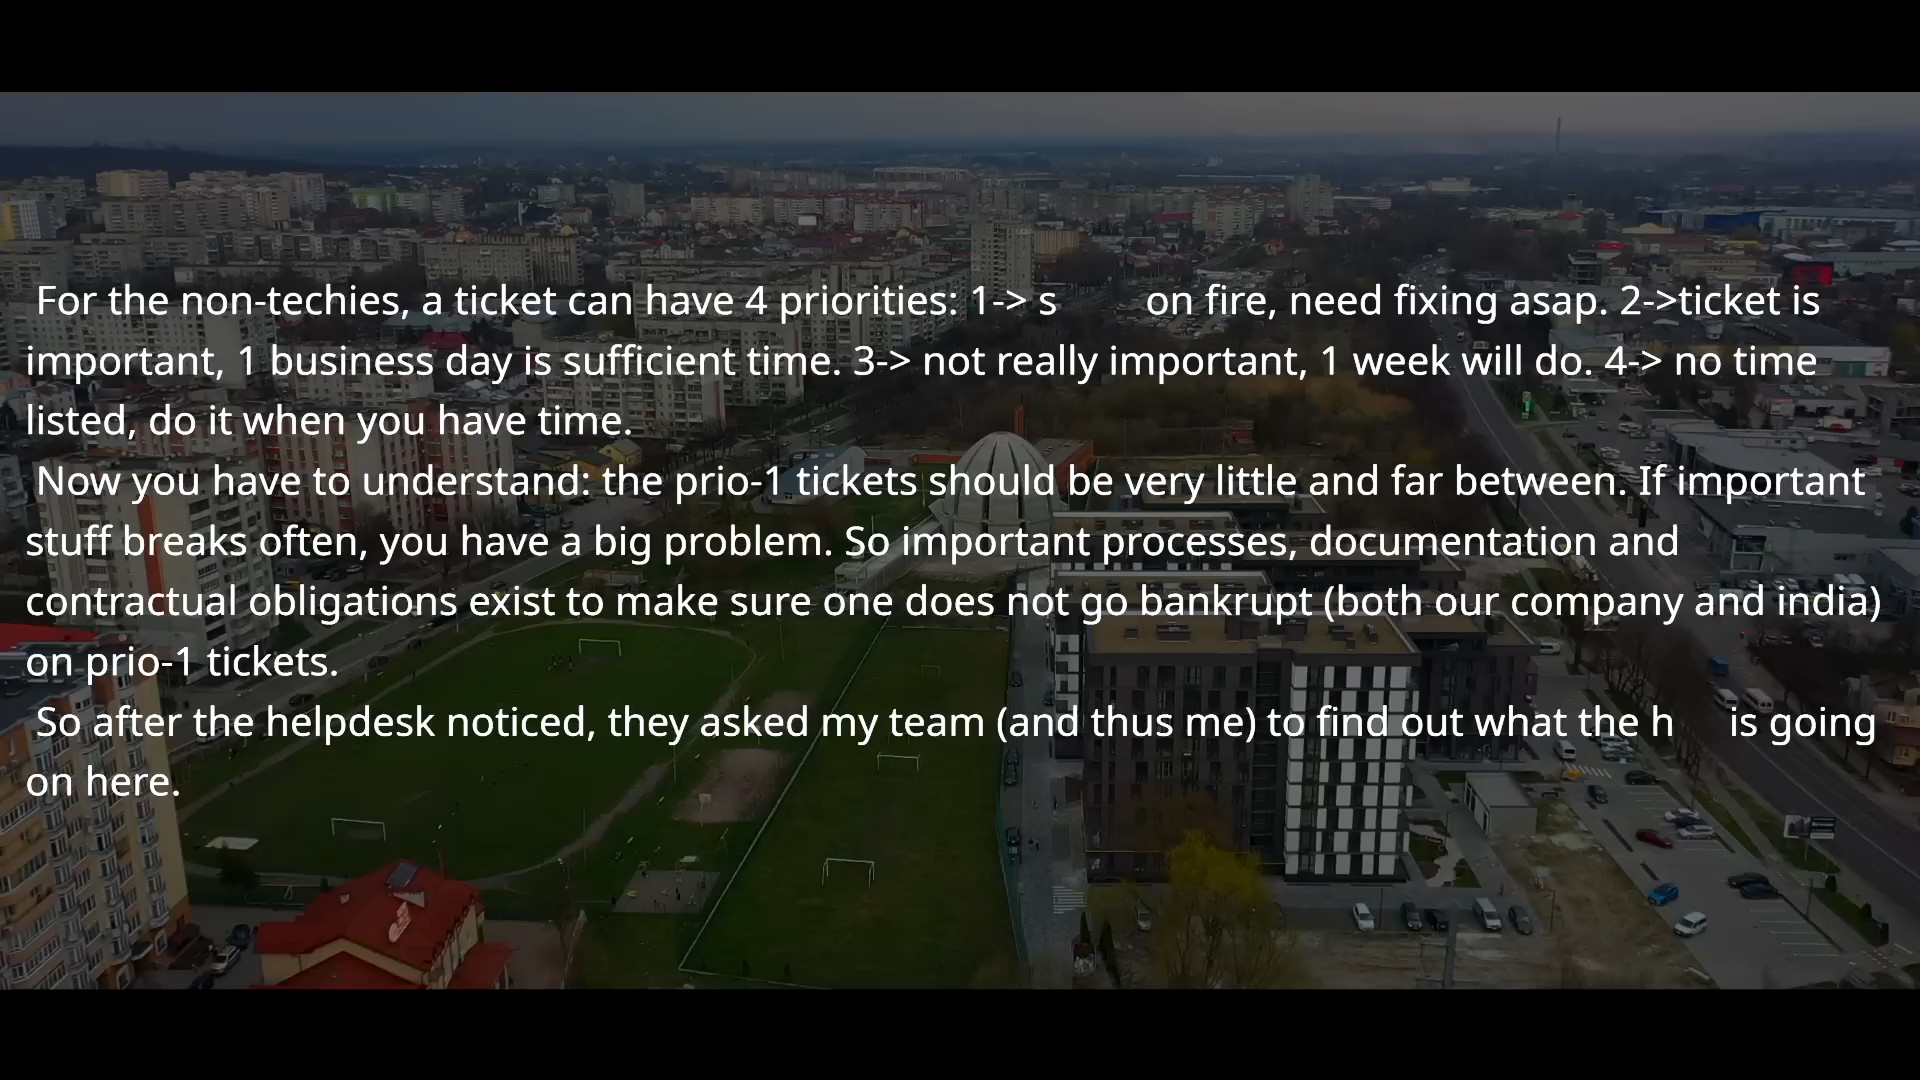 For the non-techies, a ticket can have 4 priorities: 1-> s on fire, need fixing asap. 2->ticket is
important, 1 business day is sufficient time. 3-> not really important, 1 week will do. 4-> no time
listed, do it when you have time.
Now you have to understand: the prio-1 tickets should be very little and far between. If important
stuff breaks often, you have a big problem. So important processes, documentation and
contractual obligations exist to make sure one does not go bankrupt (both our company and india)
on prio-1 tickets.
So after the helpdesk noticed, they asked my team (and thus me) to find out what the h is going
on here.